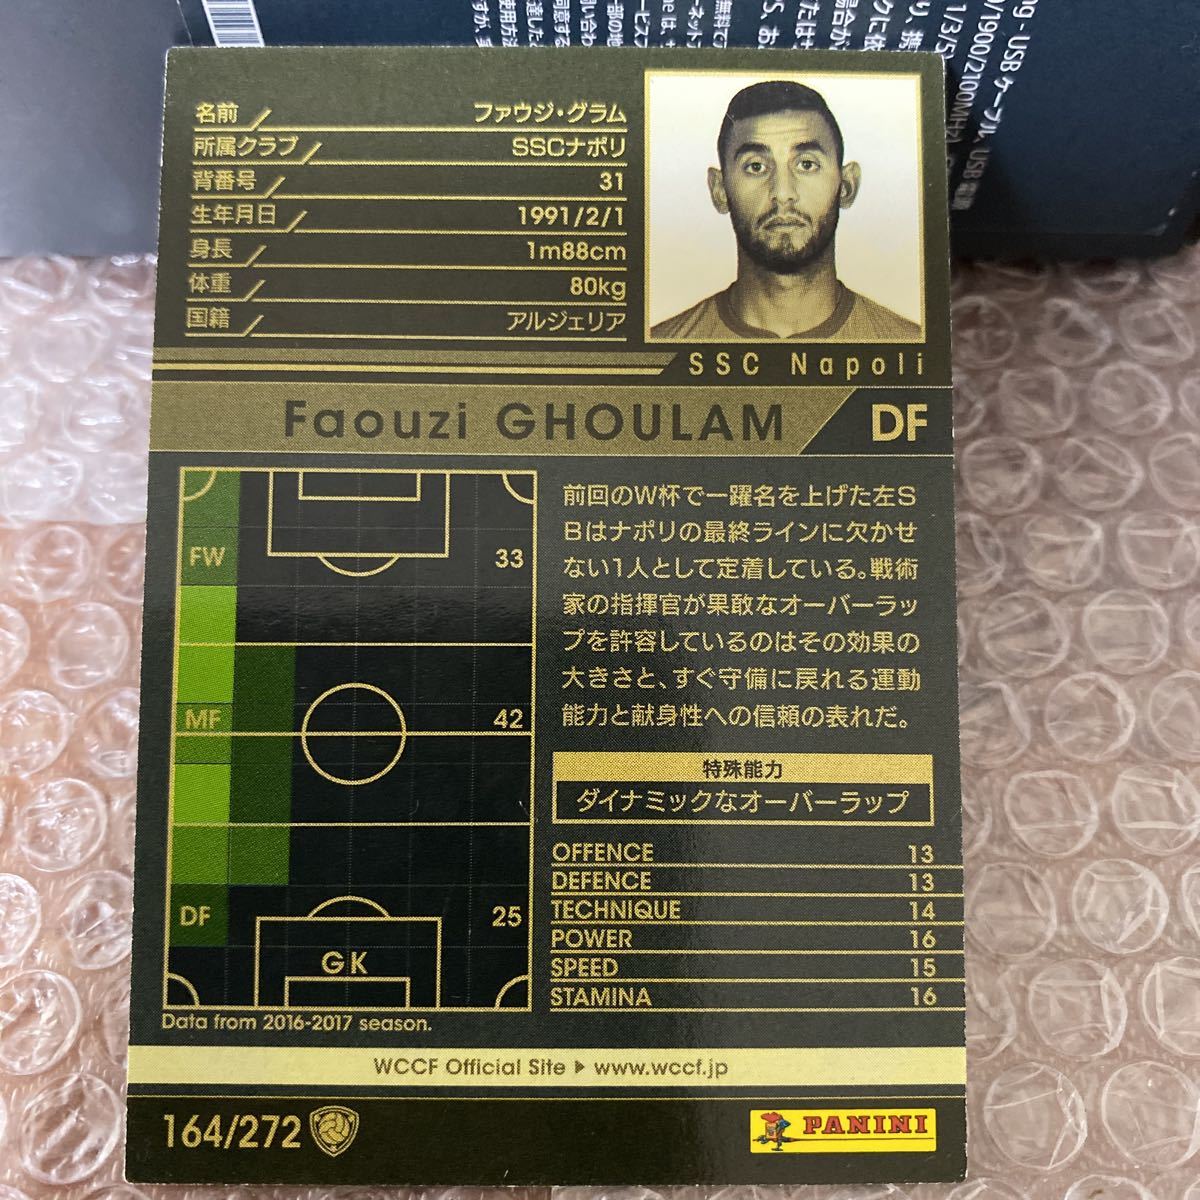 名前 ファウジ・グラム
所属クラブ SSCナポリ
背番号 31
生年月日 1991/2/1
身長 1m88cm
体重 80kg
国籍 アルジェリア
SSC Napoli
Faouzi GHOULAM DF
FW 33
MF 42
DF 25
GK
Data from 2016-2017 season.
前回のW杯で一躍名を上げた左S
Bはナポリの最終ラインに欠かせ
ない1人として定着している。戦術
家の指揮官が果敢なオーバーラッ
プを許容しているのはその効果の
大きさと、すぐ守備に戻れる運動
能力と献身性への信頼の表れだ。
特殊能力
ダイナミックなオーバーラップ
OFFENCE 13
DEFENCE 13
TECHNIQUE 14
POWER 16
SPEED 15
STAMINA 16
WCCF Official Site ▶ www.wccf.jp
164/272
PANINI
USB ケーブル, USB
/1900/2100MHz)